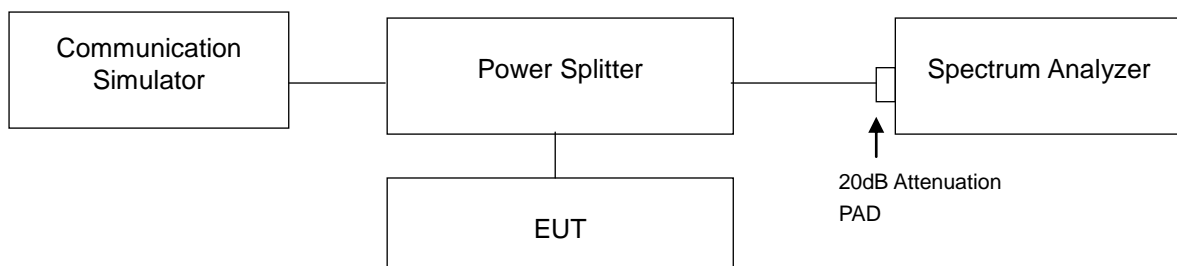 Communication
Simulator
Power Splitter
Spectrum Analyzer
20dB Attenuation
PAD
EUT